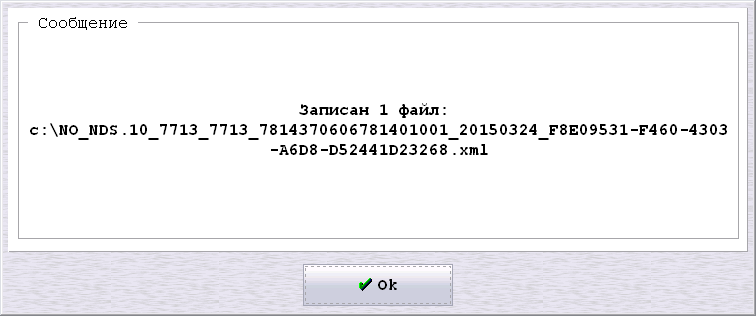 Сообщение
Записан 1 файл:
c:\NO_NDS.10_7713_7713_7814370606781401001_20150324_F8E09531-F460-4303
-A6D8-D52441D23268.xml
Ok